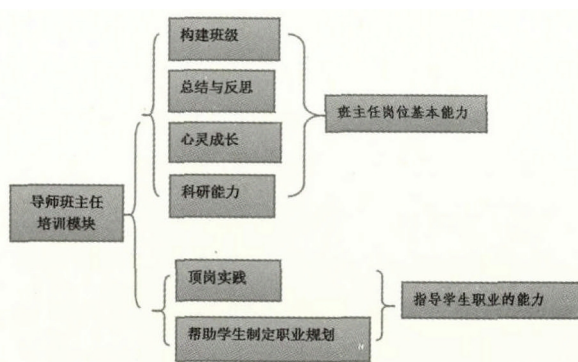 构建班级
总结与反思
心灵成长
科研能力
班主任岗位基本能力
导师班主任
培训模块
顶岗实践
帮助学生制定职业规划
指导学生职业的能力